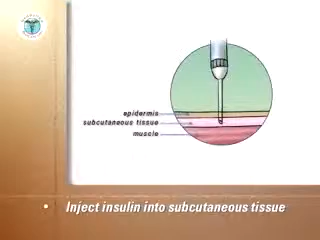 epidermis
subcutaneous tissue
muscle
• Inject insulin into subcutaneous tissue